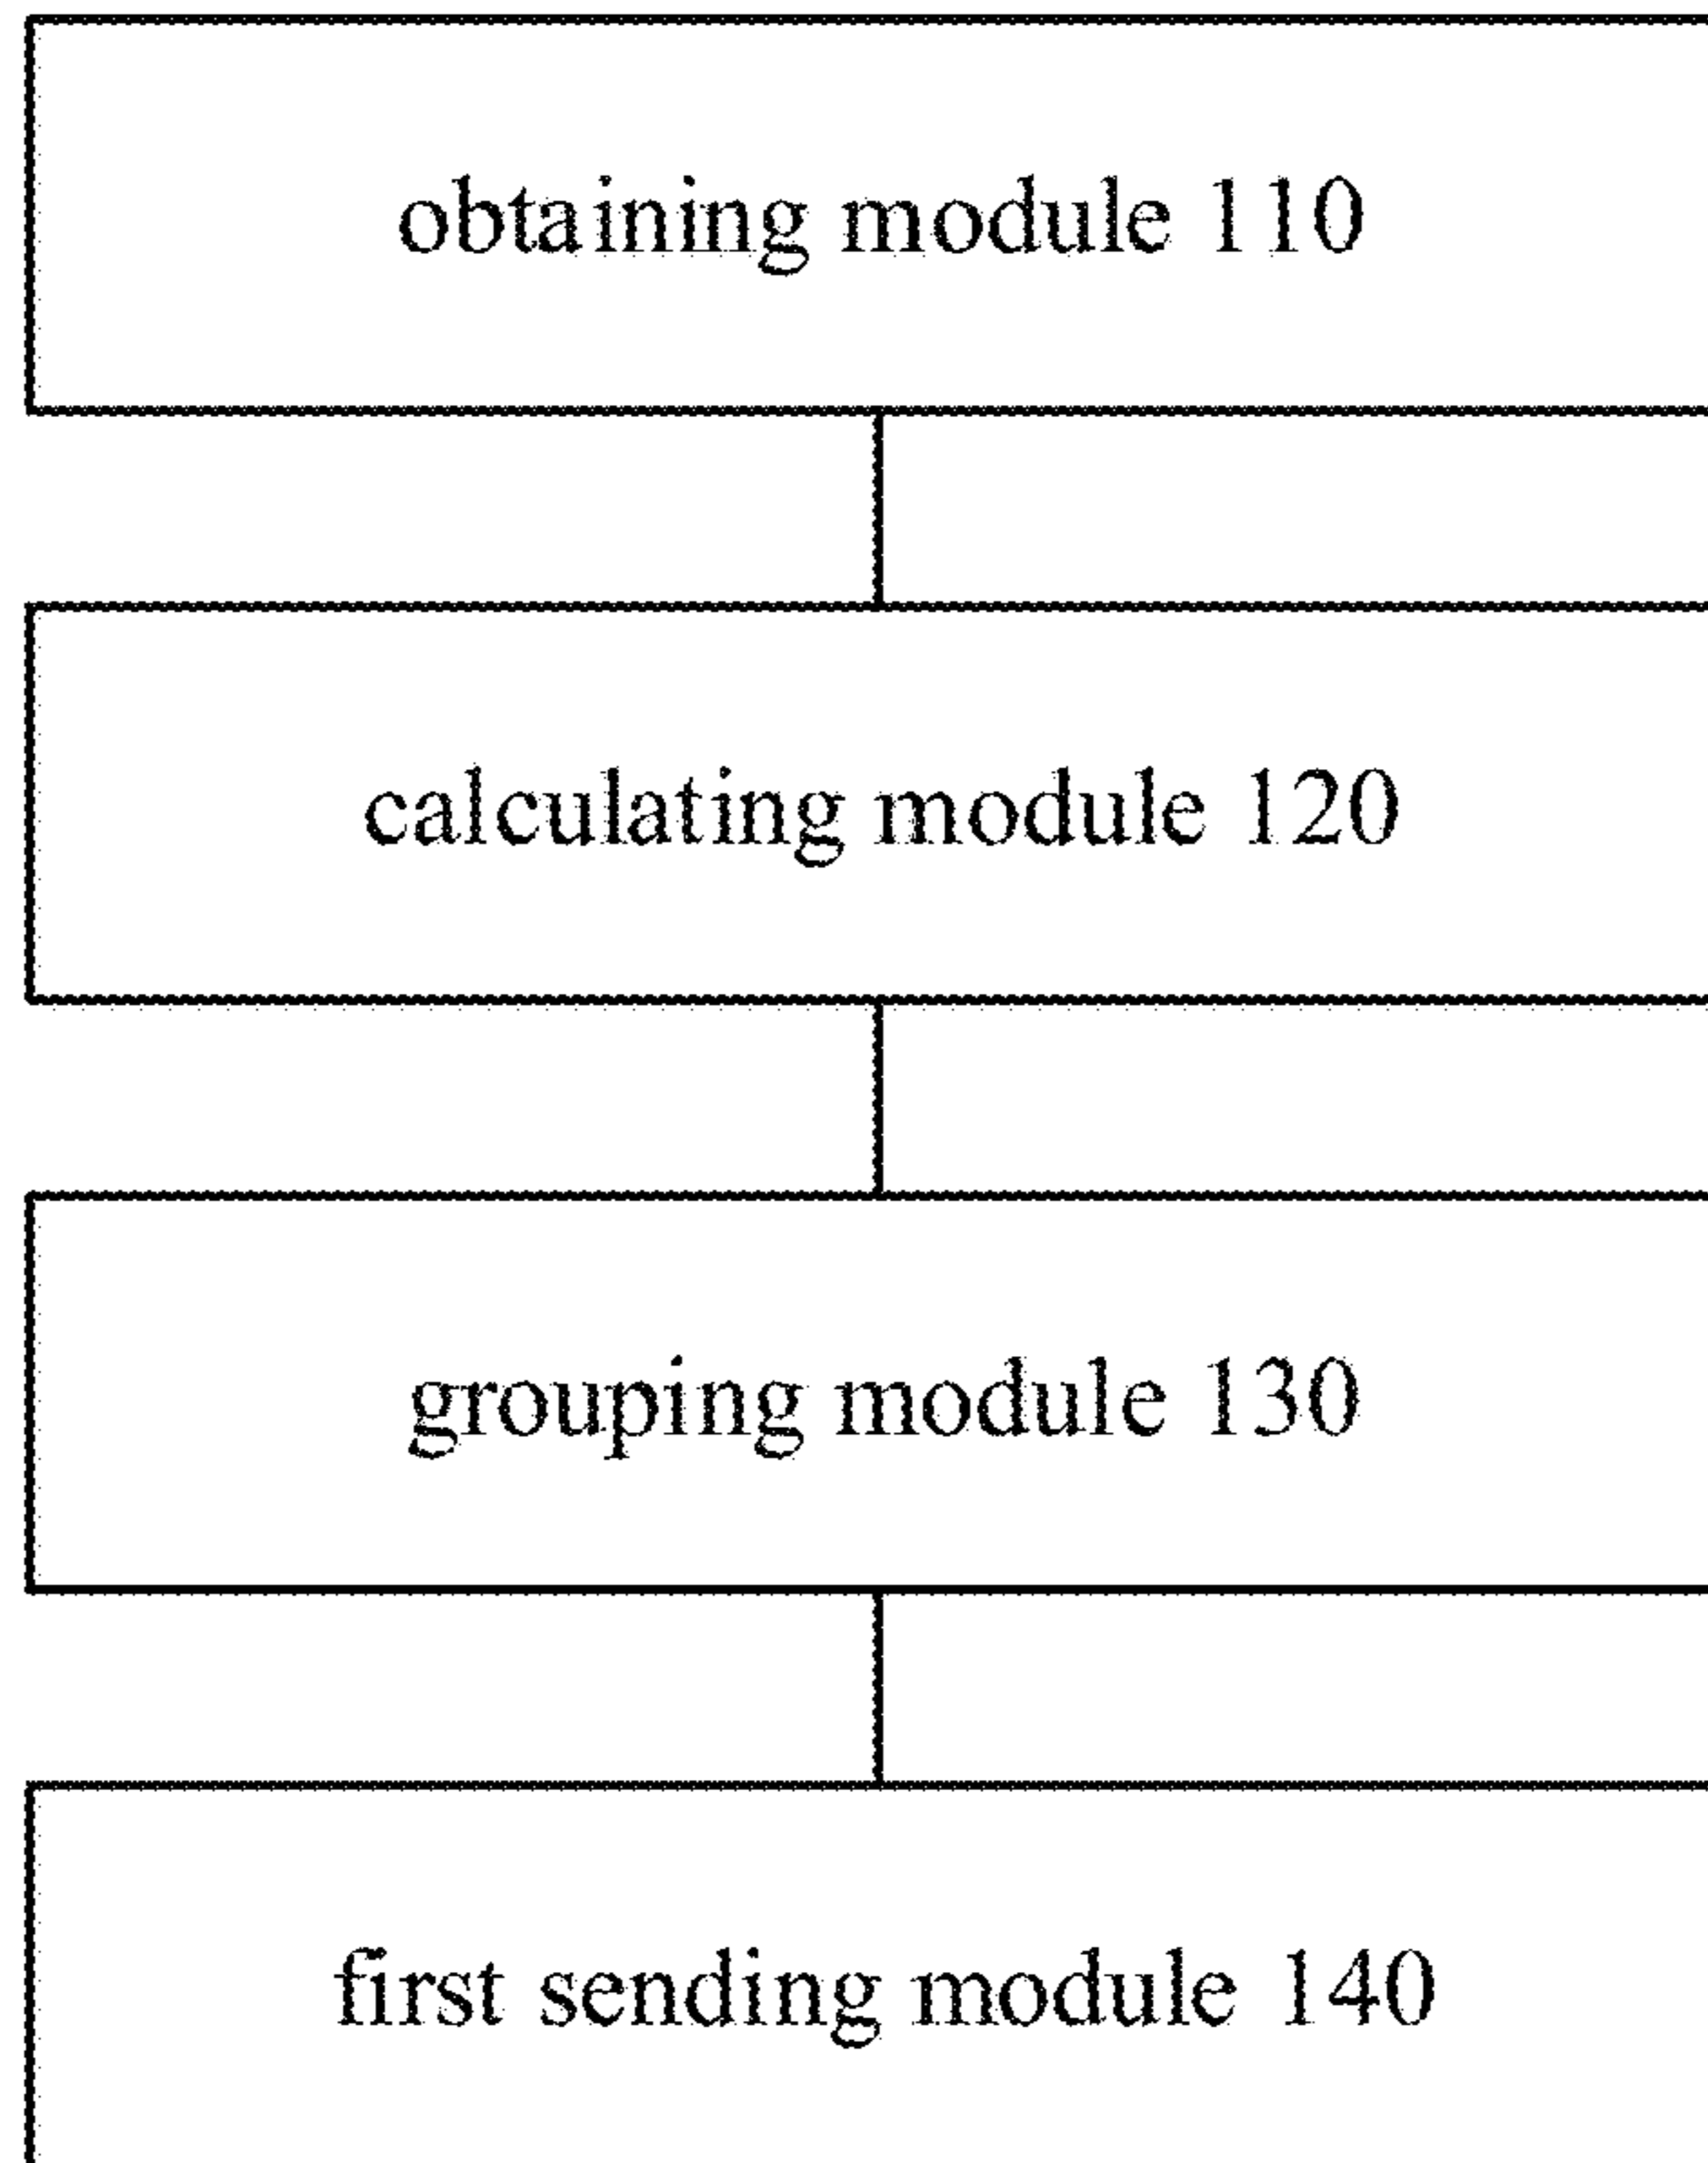 obtaining module 110
calculating module 120
grouping module 130
first sending module 140